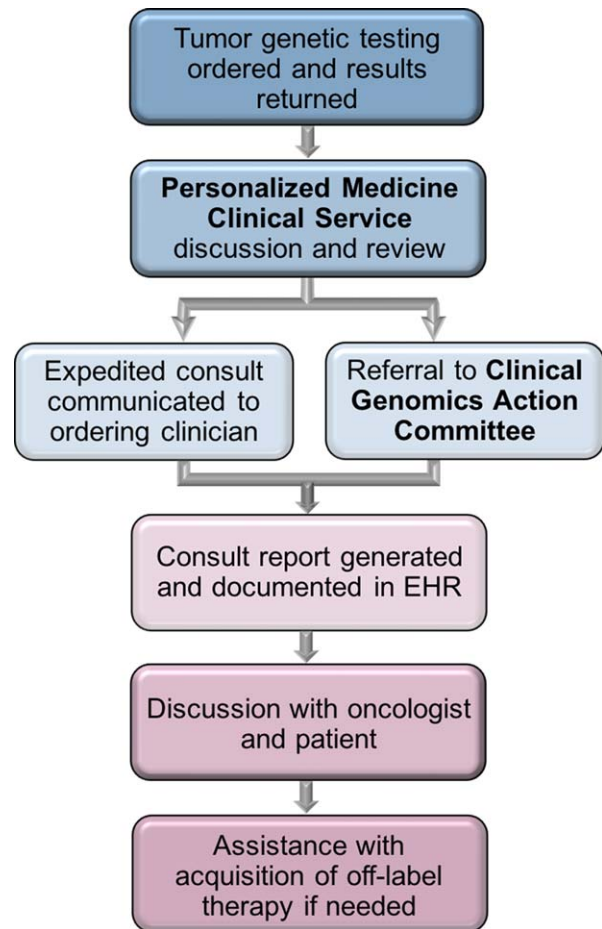 Tumor genetic testing
ordered and results
returned
Personalized Medicine
Clinical Service
discussion and review
Expedited consult
communicated to
ordering clinician
Referral to Clinical
Genomics Action
Committee
Consult report generated
and documented in EHR
Discussion with oncologist
and patient
Assistance with
acquisition of off-label
therapy if needed